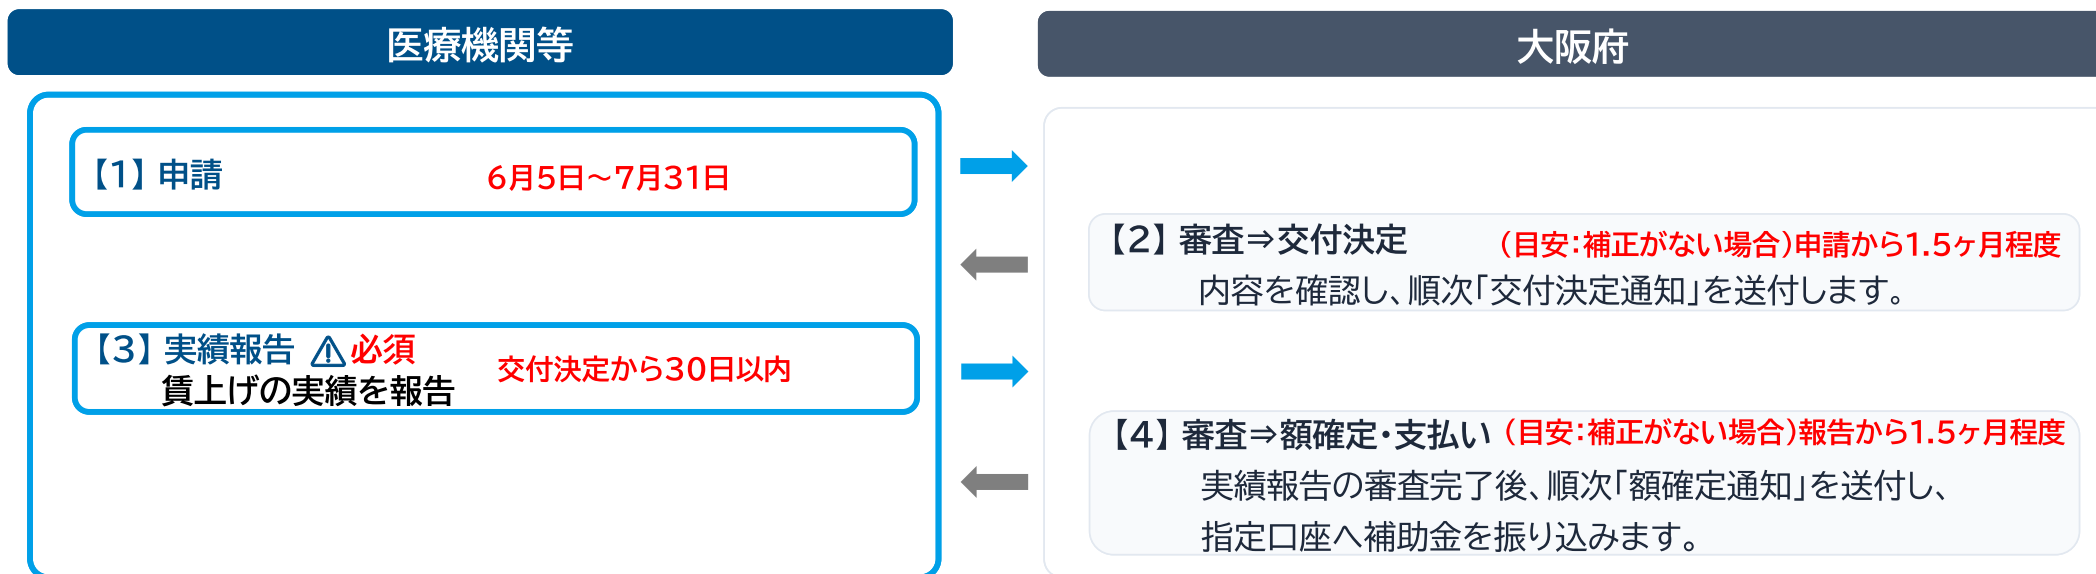 医療機関等
大阪府
【1】 申請 6月5日～7月31日
【2】 審査⇒交付決定 （目安：補正がない場合）申請から1.5ヶ月程度
内容を確認し、順次「交付決定通知」を送付します。
【3】 実績報告 ⚠必須 交付決定から30日以内
賃上げの実績を報告
【4】 審査⇒額確定・支払い （目安：補正がない場合）報告から1.5ヶ月程度
実績報告の審査完了後、順次「額確定通知」を送付し、
指定口座へ補助金を振り込みます。